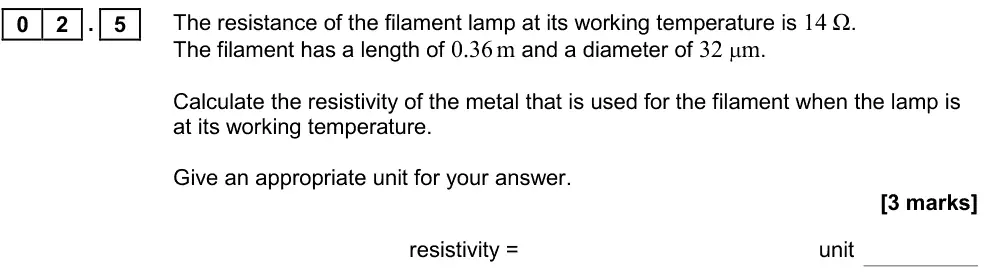 0 2 . 5 The resistance of the filament lamp at its working temperature is 14 Ω.
The filament has a length of 0.36 m and a diameter of 32 μm.
Calculate the resistivity of the metal that is used for the filament when the lamp is
at its working temperature.
Give an appropriate unit for your answer.
[3 marks]
resistivity = unit